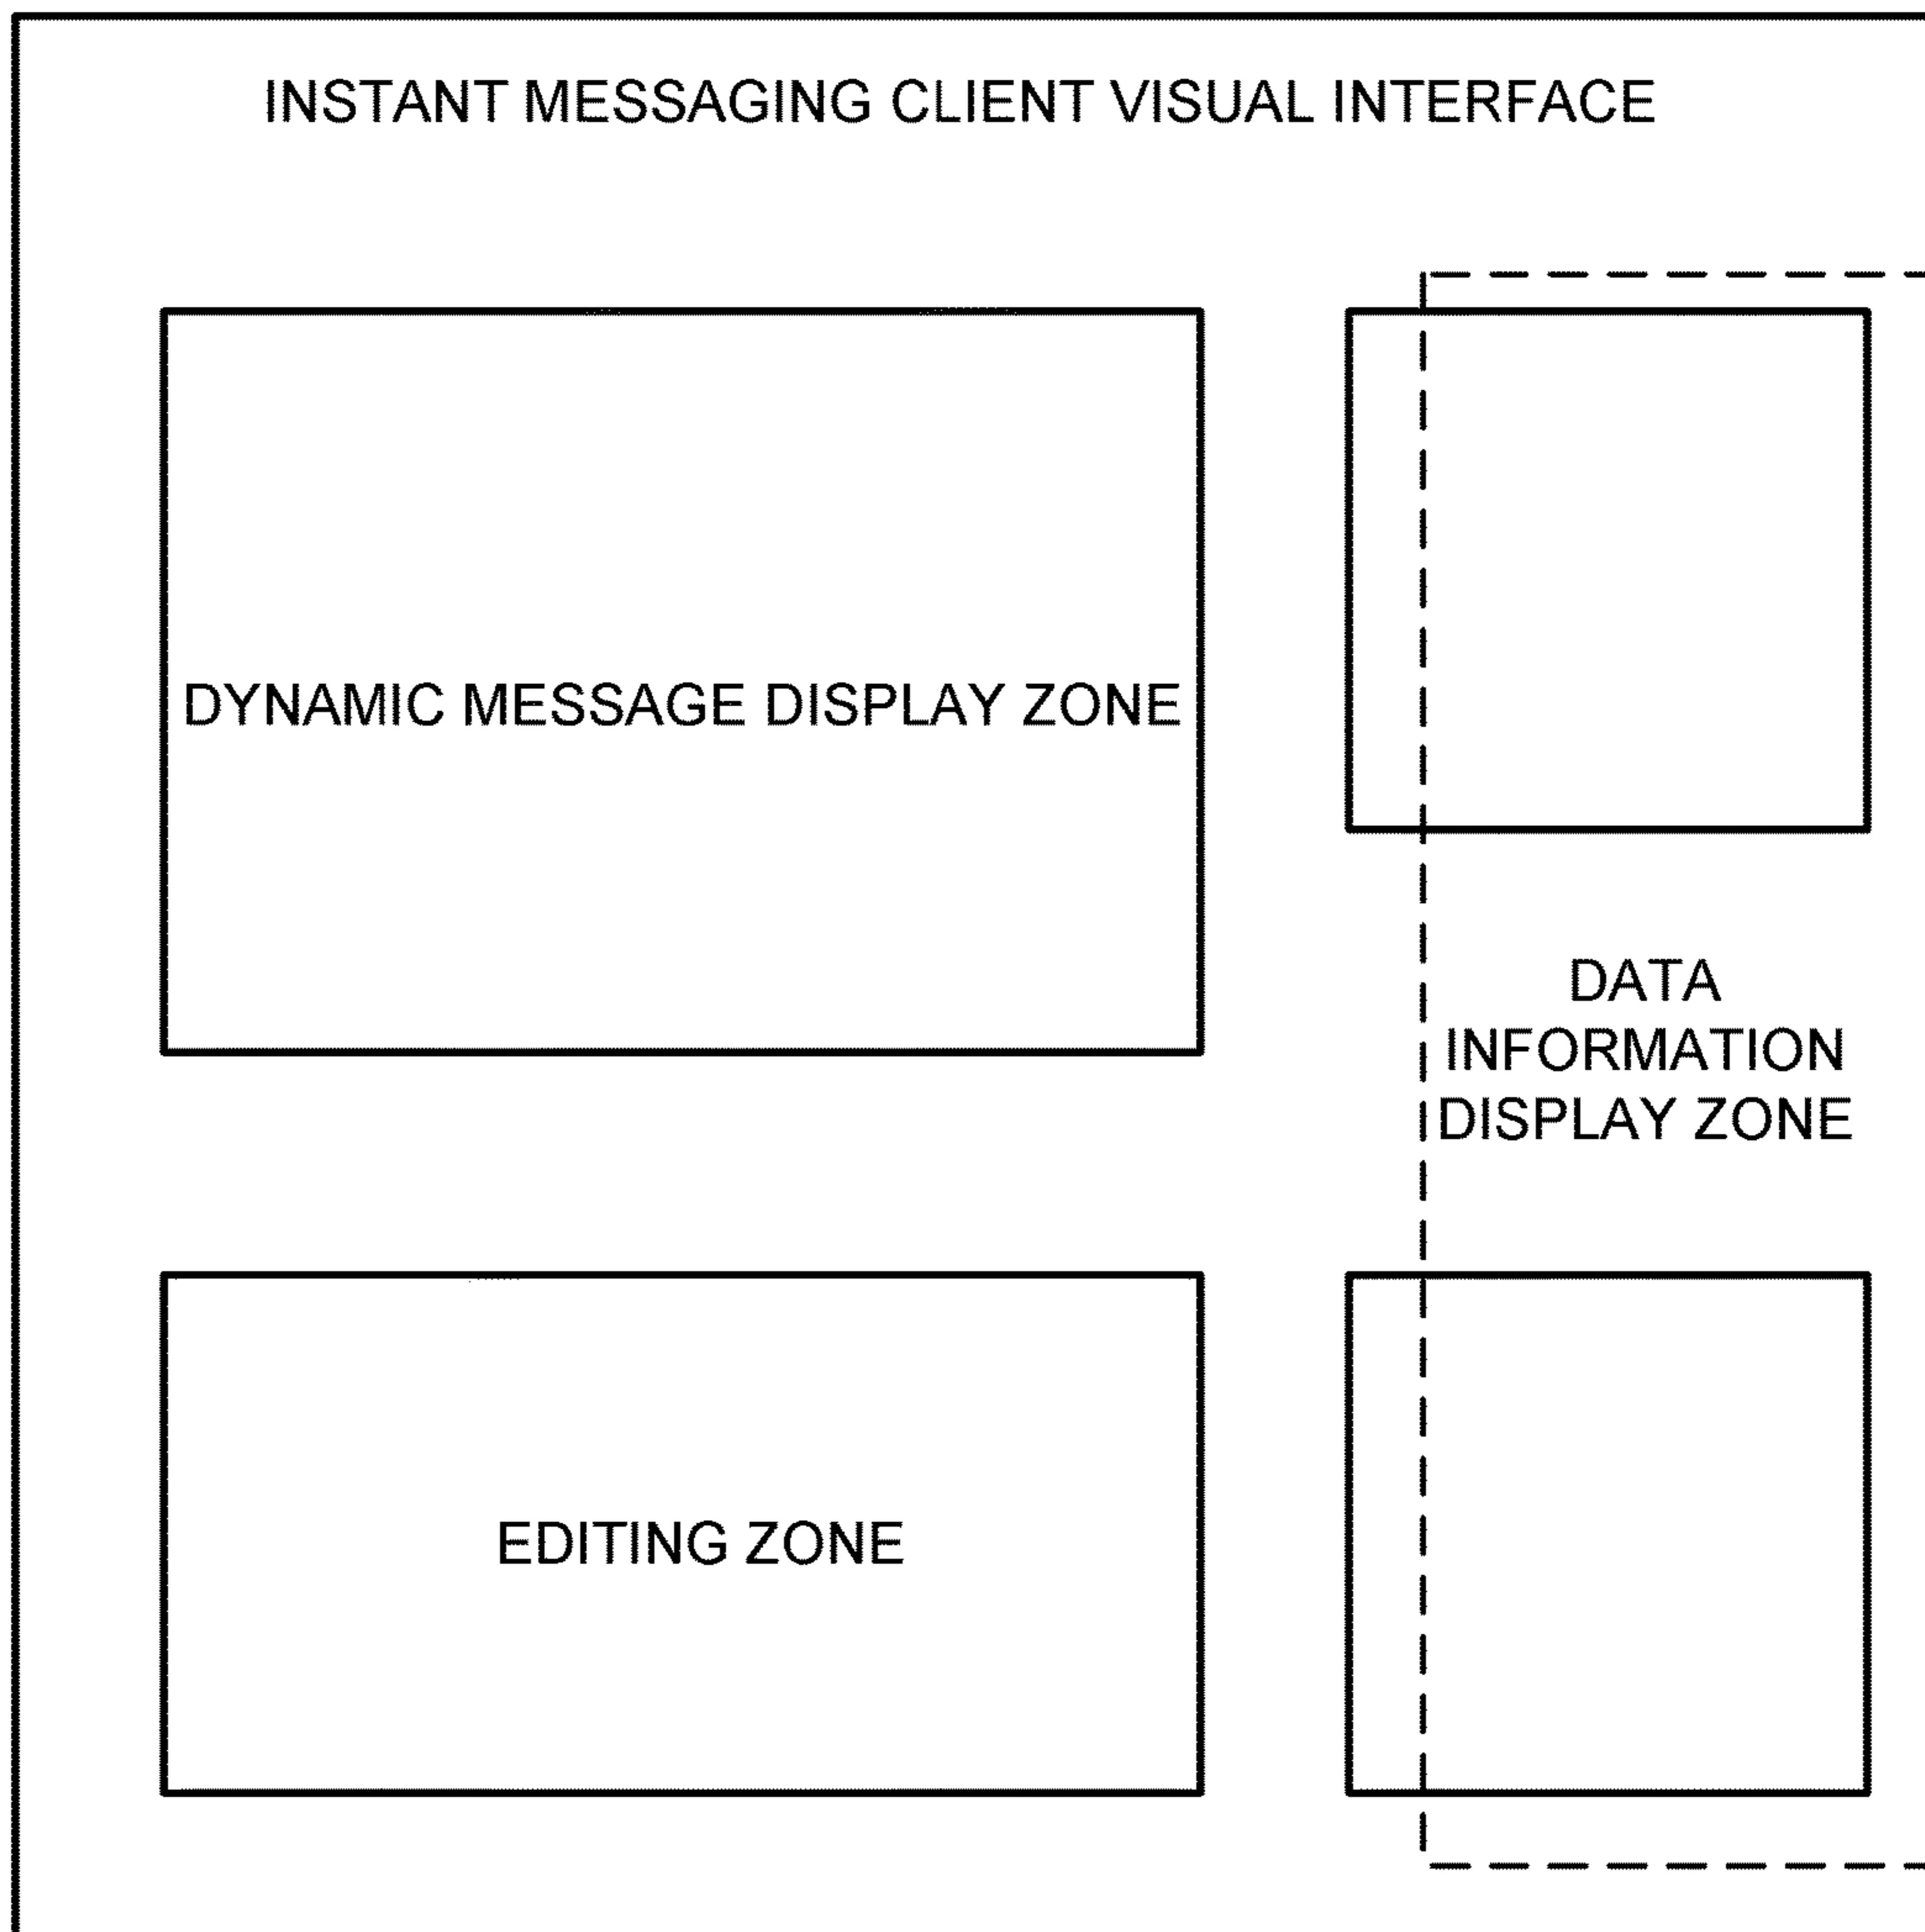 INSTANT MESSAGING CLIENT VISUAL INTERFACE
DYNAMIC MESSAGE DISPLAY ZONE
DATA
INFORMATION
DISPLAY ZONE
EDITING ZONE